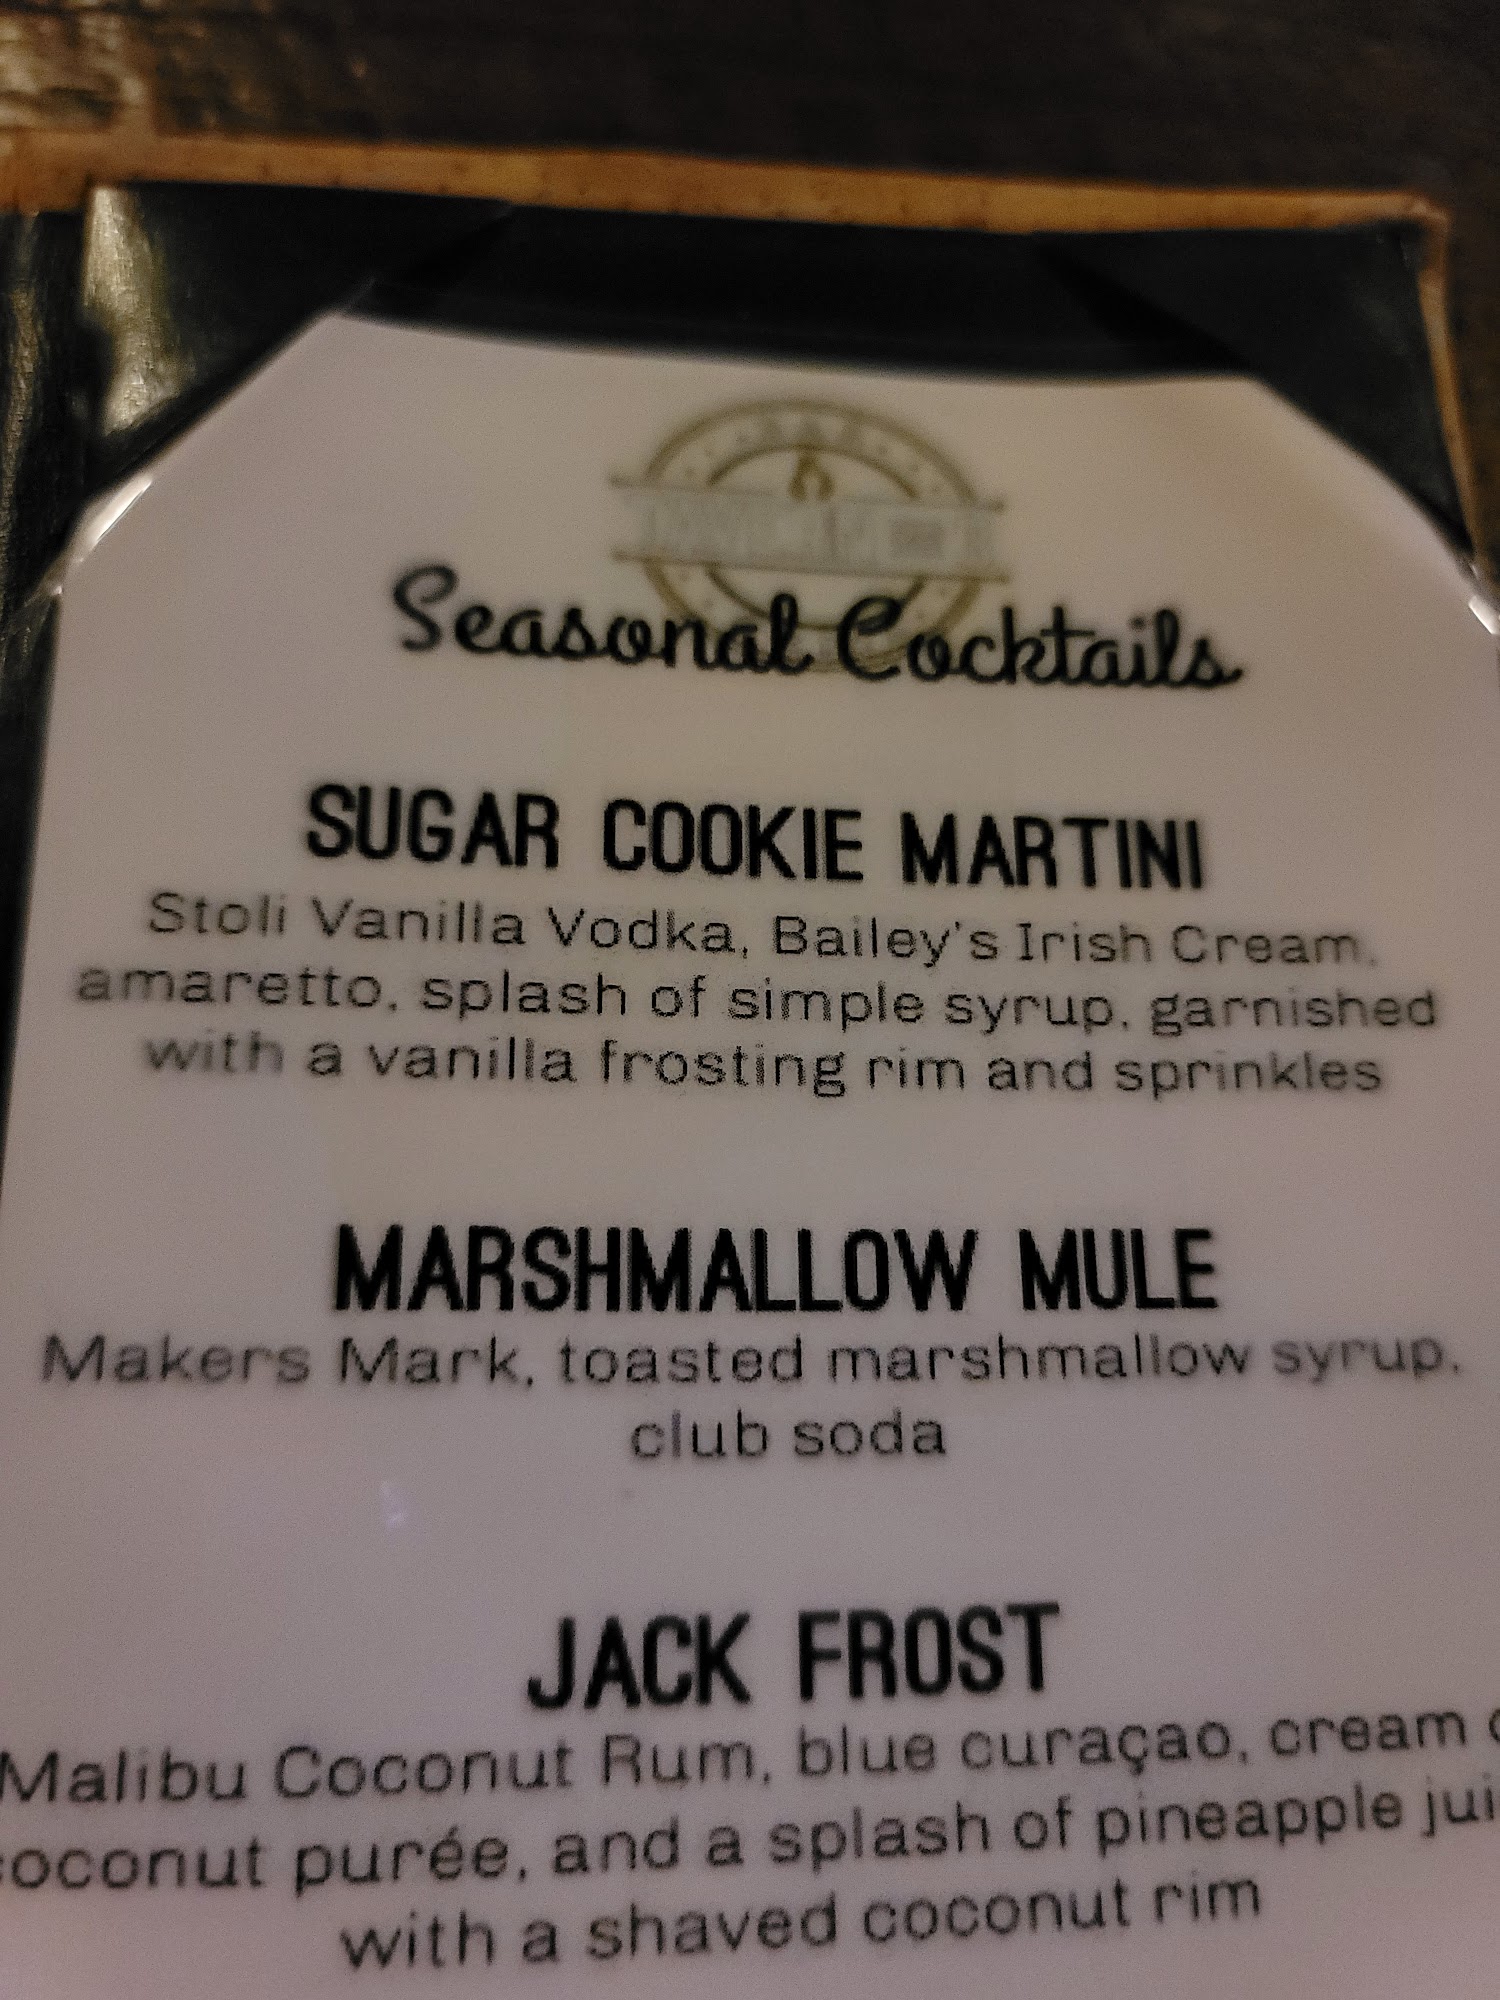 BAR
Seasonal Cocktails
SUGAR COOKIE MARTINI
Stoli Vanilla Vodka, Bailey's Irish Cream,
amaretto, splash of simple syrup, garnished
with a vanilla frosting rim and sprinkles
MARSHMALLOW MULE
Makers Mark, toasted marshmallow syrup,
club soda
JACK FROST
Malibu Coconut Rum, blue curaçao, cream
coconut purée, and a splash of pineapple jui
with a shaved coconut rim